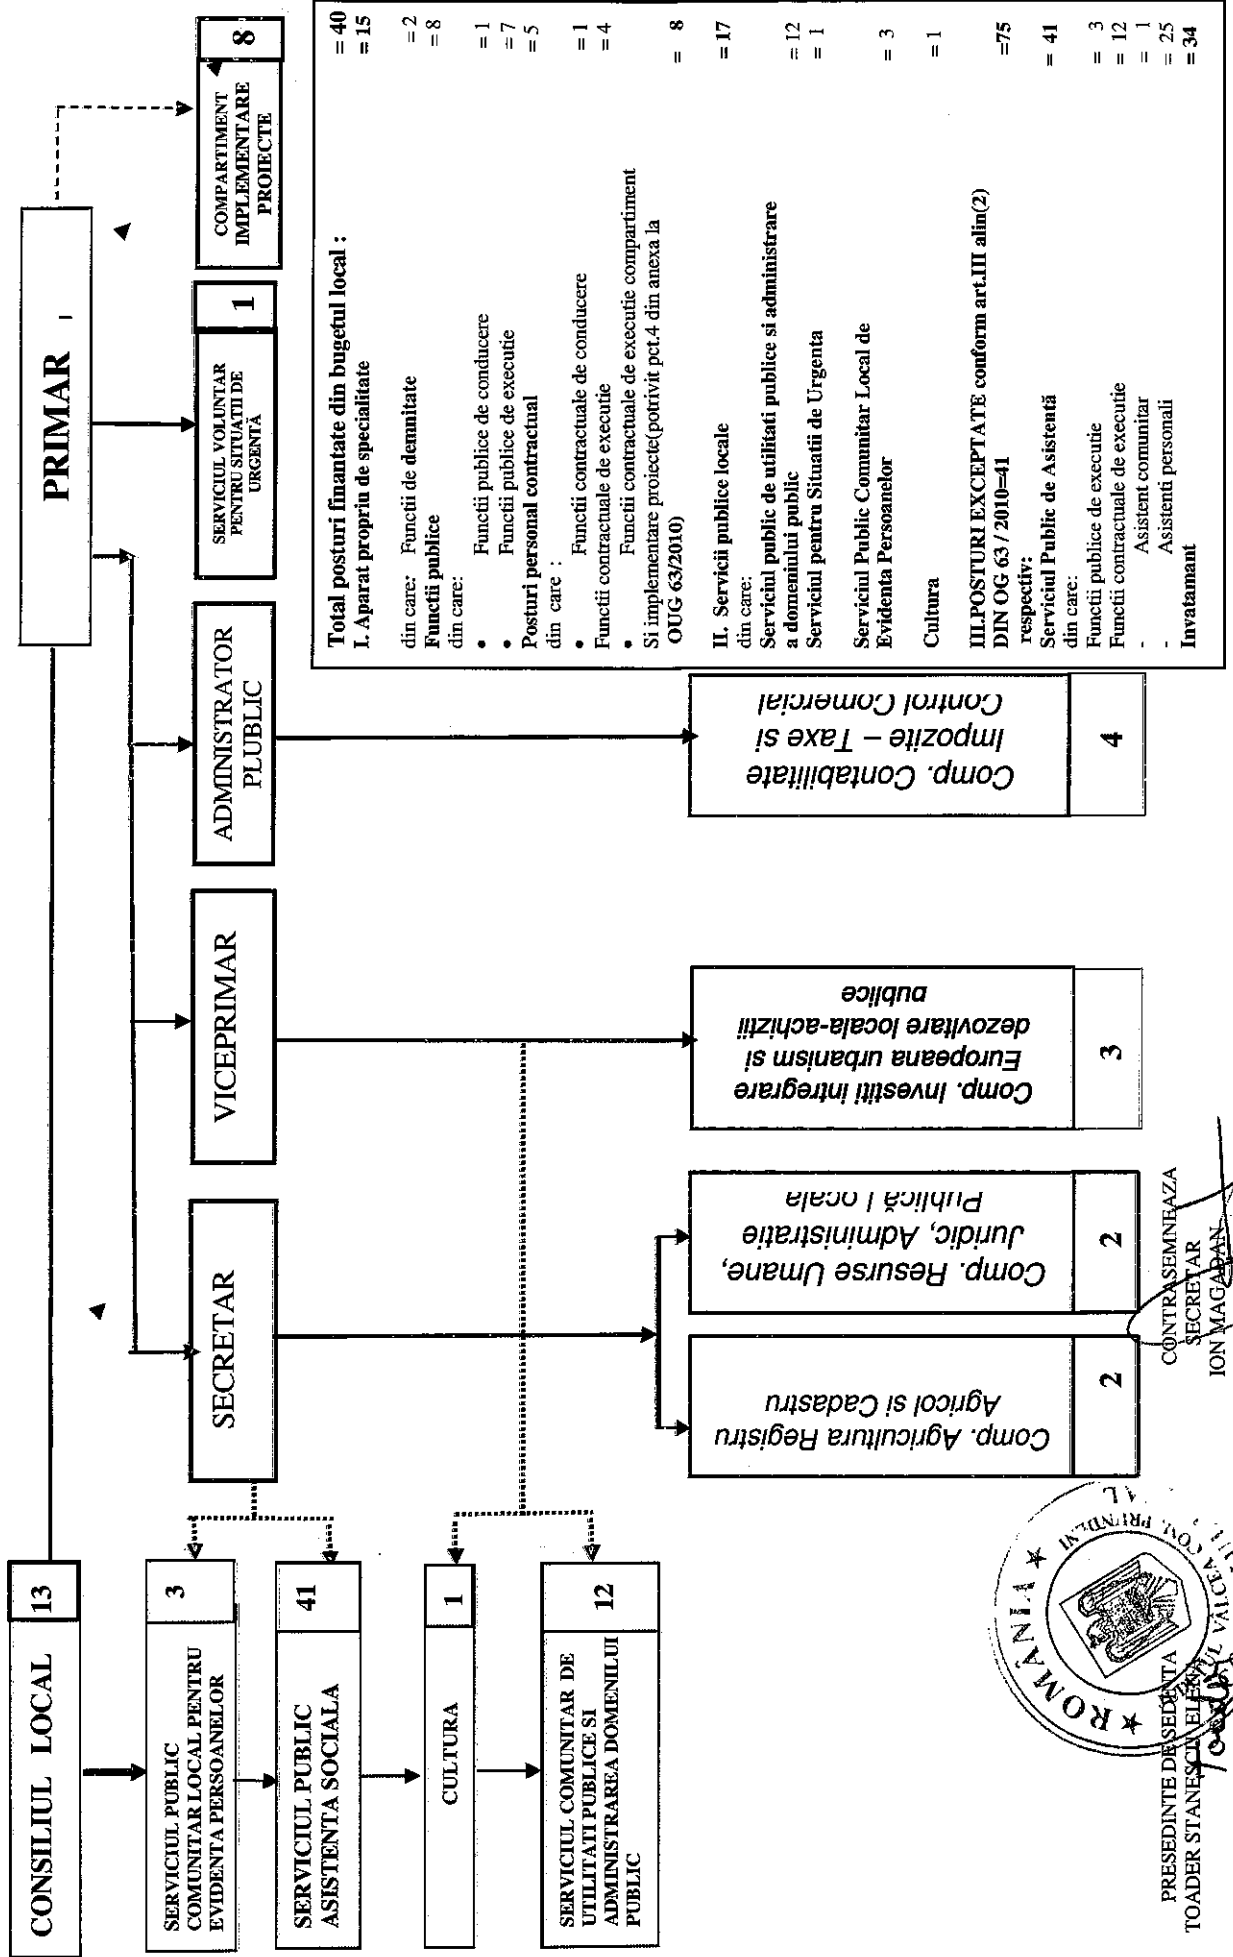 CONSILIUL LOCAL
13
PRIMAR
SERVICIUL PUBLIC
COMUNITAR LOCAL PENTRU
EVIDENTA PERSOANELOR
3
SERVICIUL PUBLIC
ASISTENTA SOCIALA
41
CULTURA
1
SERVICIUL COMUNITAR DE
UTILITATI PUBLICE SI
ADMINISTRAREA DOMENIULUI
PUBLIC
12
SECRETAR
VICEPRIMAR
ADMINISTRATOR
PLUBLIC
SERVICIUL VOLUNTAR
PENTRU SITUATII DE
URGENTĂ
1
COMPARTIMENT
IMPLEMENTARE
PROIECTE
8
Comp. Agricultura Registru
Agricol si Cadastru
2
Comp. Resurse Umane,
Juridic, Administratie
Publică Locala
2
Comp. Investitii intregrare
Europeana urbanism si
dezovltare locala-achiztii
publice
3
Comp. Contabilitate
Impozite – Taxe si
Control Comercial
4
Total posturi finantate din bugetul local : = 40
I. Aparat propriu de specialitate =15
din care: Functii de demnitate = 2
Functii publice = 8
din care:
• Functii publice de conducere = 1
• Functii publice de executie = 7
Posturi personal contractual = 5
din care :
• Functii contractuale de conducere = 1
Functii contractuale de executie = 4
• Functii contractuale de executie compartiment
Si implementare proiecte(potrivit pct.4 din anexa la
OUG 63/2010) = 8
II. Servicii publice locale = 17
din care:
Serviciul public de utilitati publice si administrare
a domeniului public = 12
Serviciul pentru Situatii de Urgenta = 1
Serviciul Public Comunitar Local de
Evidenta Persoanelor = 3
Cultura = 1
III.POSTURI EXCEPTATE conform art.III alin(2)
DIN OG 63 / 2010=41 =75
respectiv:
Serviciul Public de Asistentă = 41
din care:
Functii publice de executie = 3
Functii contractuale de executie = 12
- Asistent comunitar = 1
- Asistenti personali = 25
Invatamant = 34
PRESEDINTE DE SEDINTA
TOADER STANESCU ELENA
ROMÂNIA
COM. PRUNDENI
VÂLCEA
CONTRASEMNEAZA
SECRETAR
ION MAGADAN